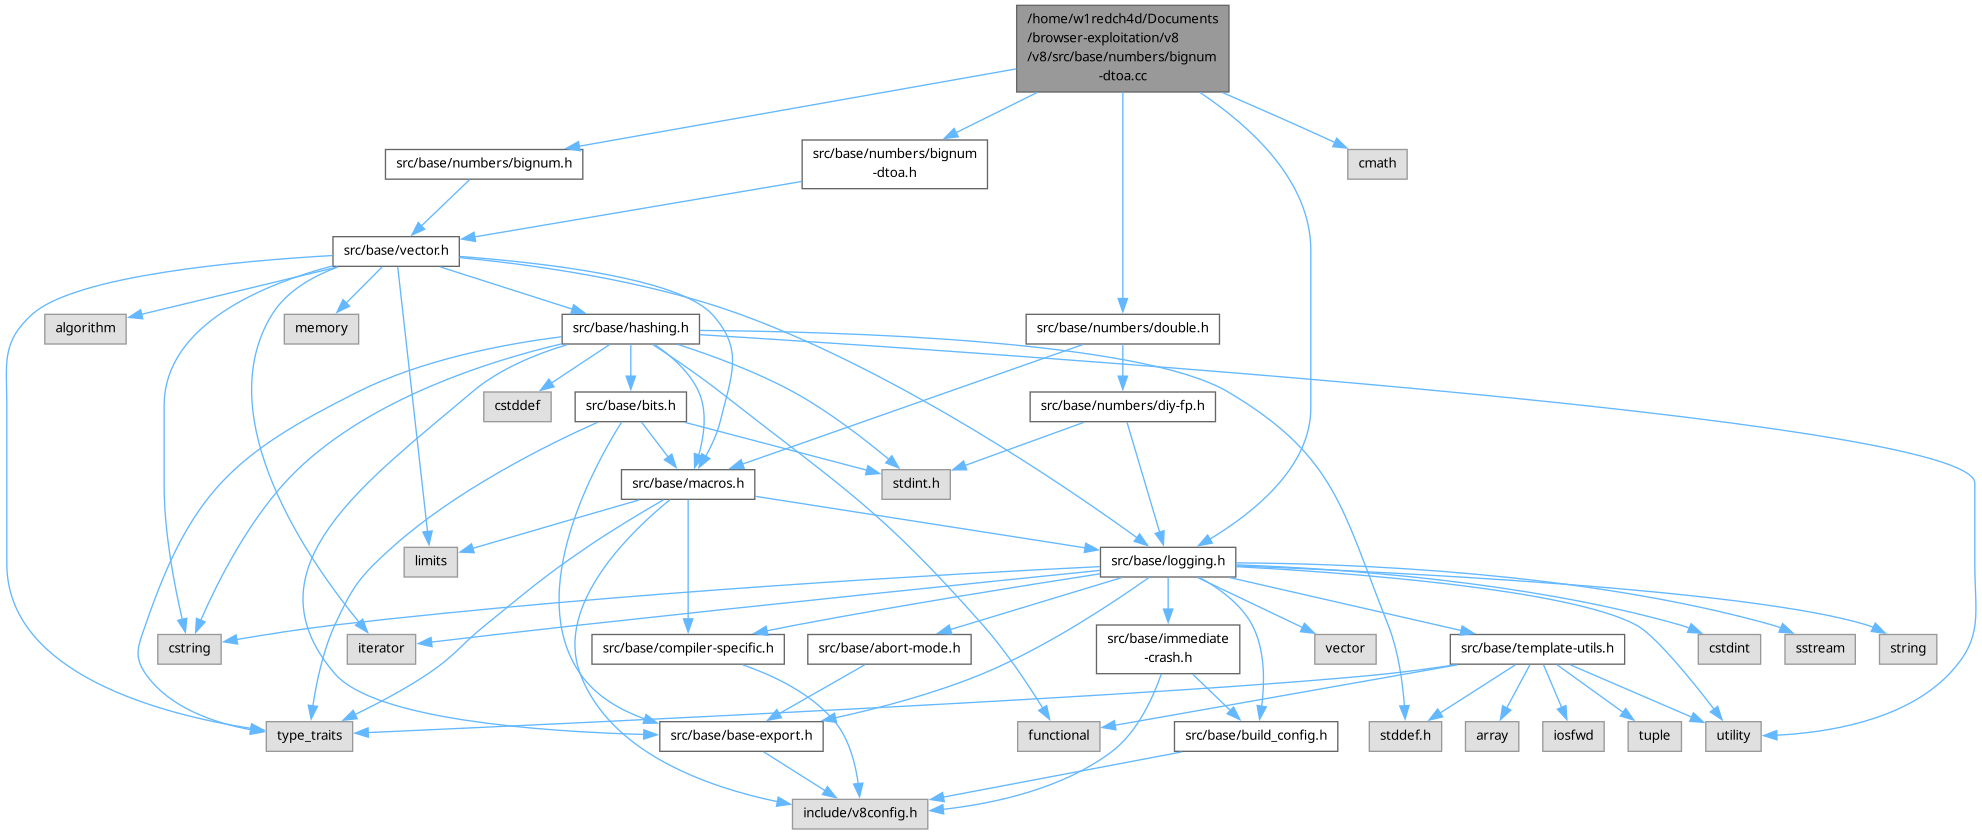 /home/w1redch4d/Documents
/browser-exploitation/v8
/v8/src/base/numbers/bignum
-dtoa.cc
src/base/numbers/bignum.h
src/base/numbers/bignum
-dtoa.h
cmath
src/base/vector.h
algorithm
memory
src/base/hashing.h
src/base/numbers/double.h
cstddef
src/base/bits.h
src/base/numbers/diy-fp.h
src/base/macros.h
stdint.h
limits
src/base/logging.h
cstring
iterator
src/base/compiler-specific.h
src/base/abort-mode.h
src/base/immediate
-crash.h
vector
src/base/template-utils.h
cstdint
sstream
string
type_traits
src/base/base-export.h
functional
src/base/build_config.h
stddef.h
array
iosfwd
tuple
utility
include/v8config.h